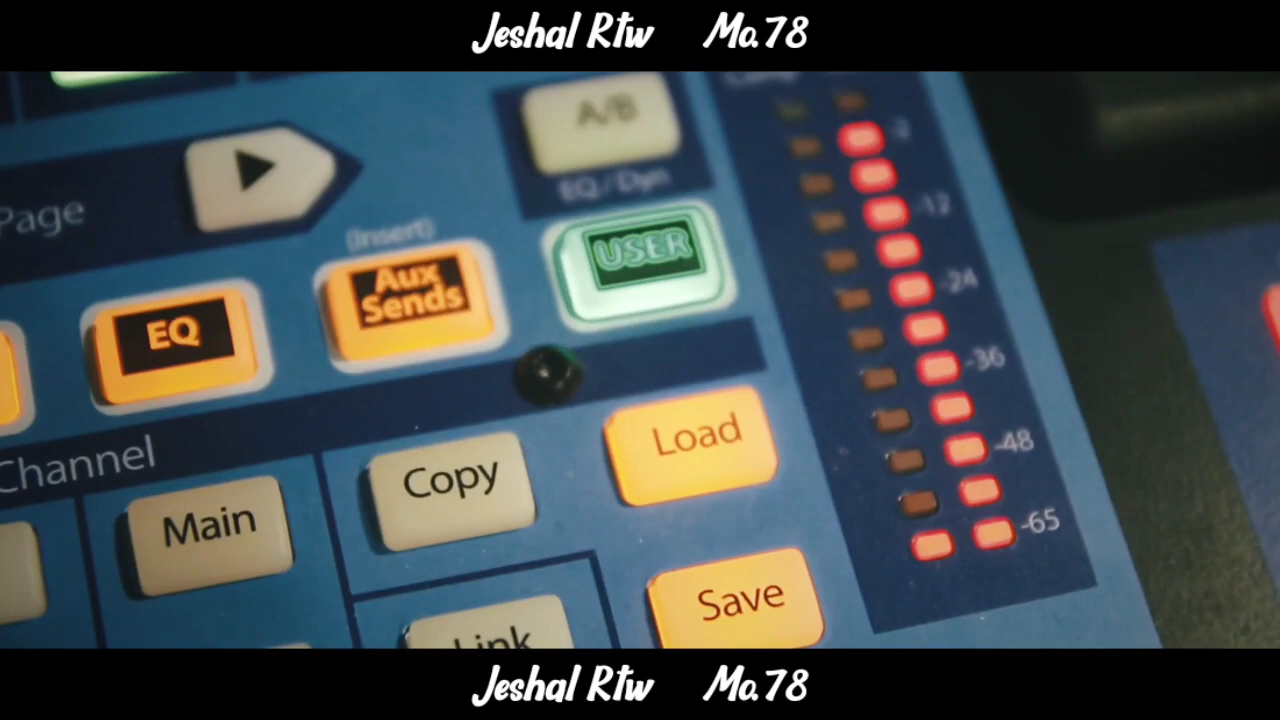 Jeshal Rtw Mo.78
A/B
EQ / Dyn
Page
(Insert)
Aux
Sends
USER
EQ
-2
-12
-24
-36
-48
-65
Channel
Load
Copy
Main
Save
Link
Jeshal Rtw Mo.78